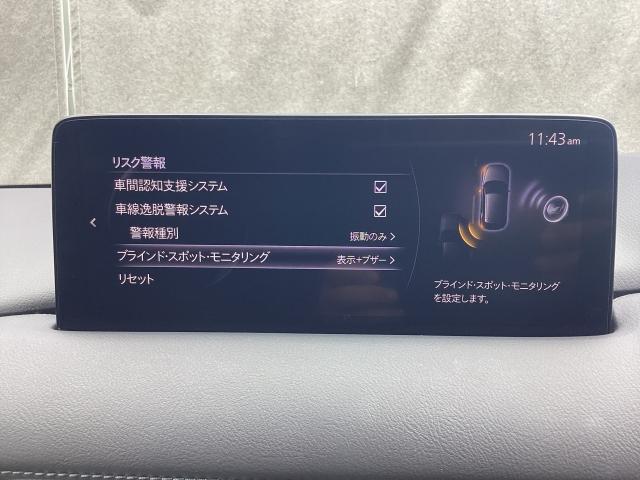 11:43am
リスク警報
車間認知支援システム
車線逸脱警報システム
警報種別 振動のみ
ブラインド・スポット・モニタリング 表示+ブザー
リセット
ブラインド・スポット・モニタリング
を設定します。